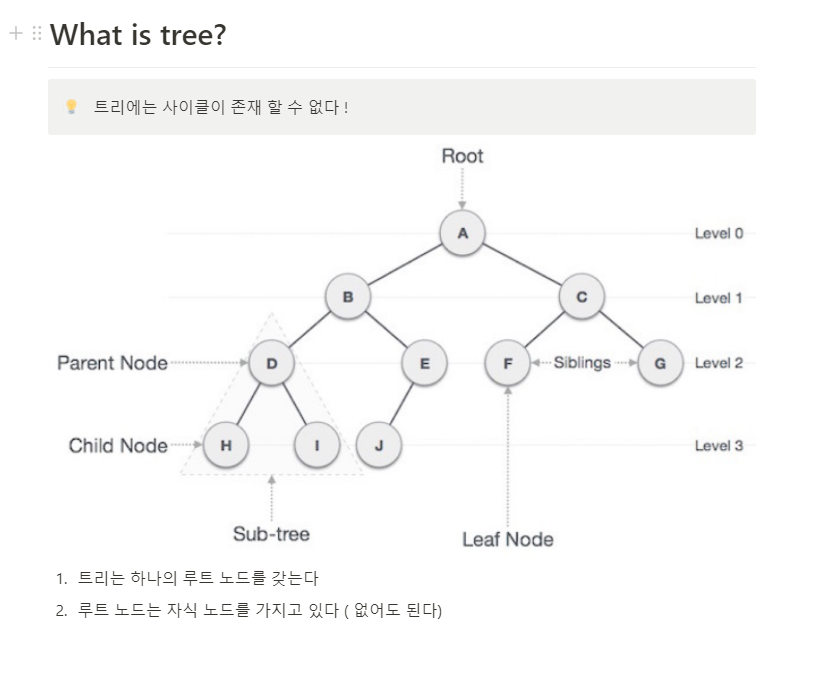 What is tree?
트리에는 사이클이 존재 할 수 없다 !
Root
A
Level 0
B
C
Level 1
Parent Node
D
E
F
Siblings
G
Level 2
Child Node
H
I
J
Level 3
Sub-tree
Leaf Node
1. 트리는 하나의 루트 노드를 갖는다
2. 루트 노드는 자식 노드를 가지고 있다 ( 없어도 된다)